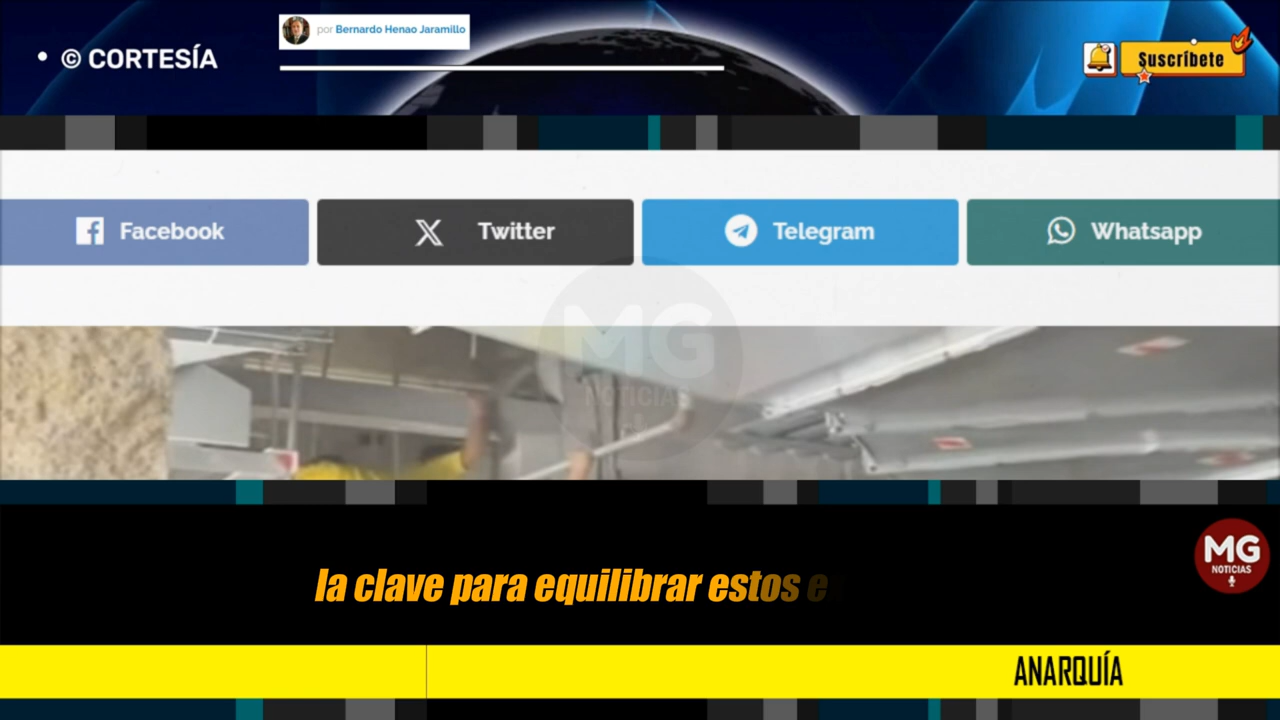 por Bernardo Henao Jaramillo
© CORTESÍA
Suscríbete
Facebook
Twitter
Telegram
Whatsapp
MG
NOTICIAS
la clave para equilibrar estos e
MG
NOTICIAS
ANARQUÍA